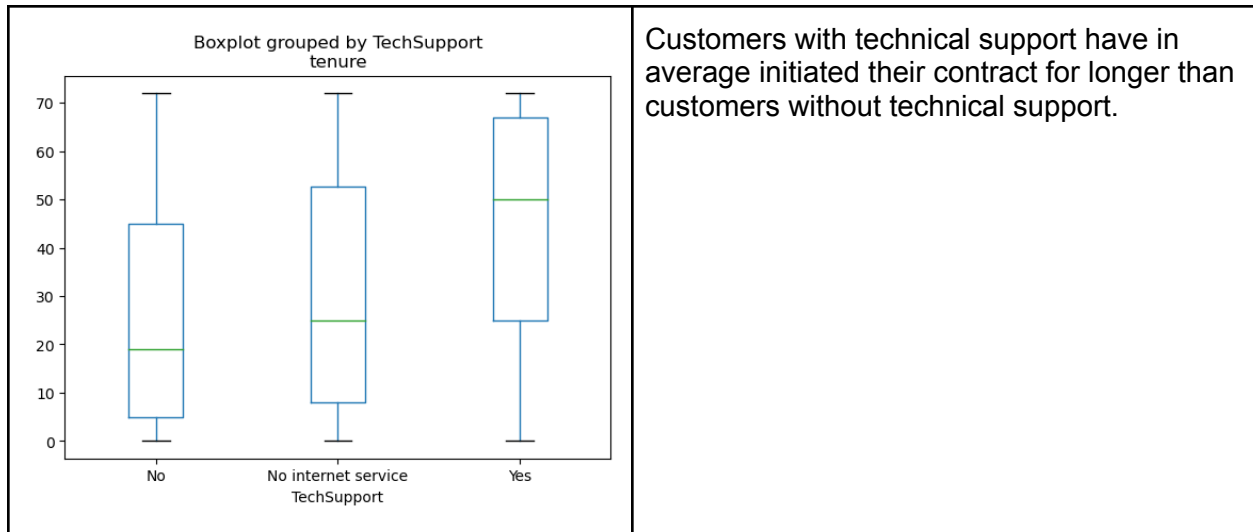 Boxplot grouped by TechSupport
tenure
70
60
50
40
30
20
10
0
No
No internet service
Yes
TechSupport
Customers with technical support have in
average initiated their contract for longer than
customers without technical support.